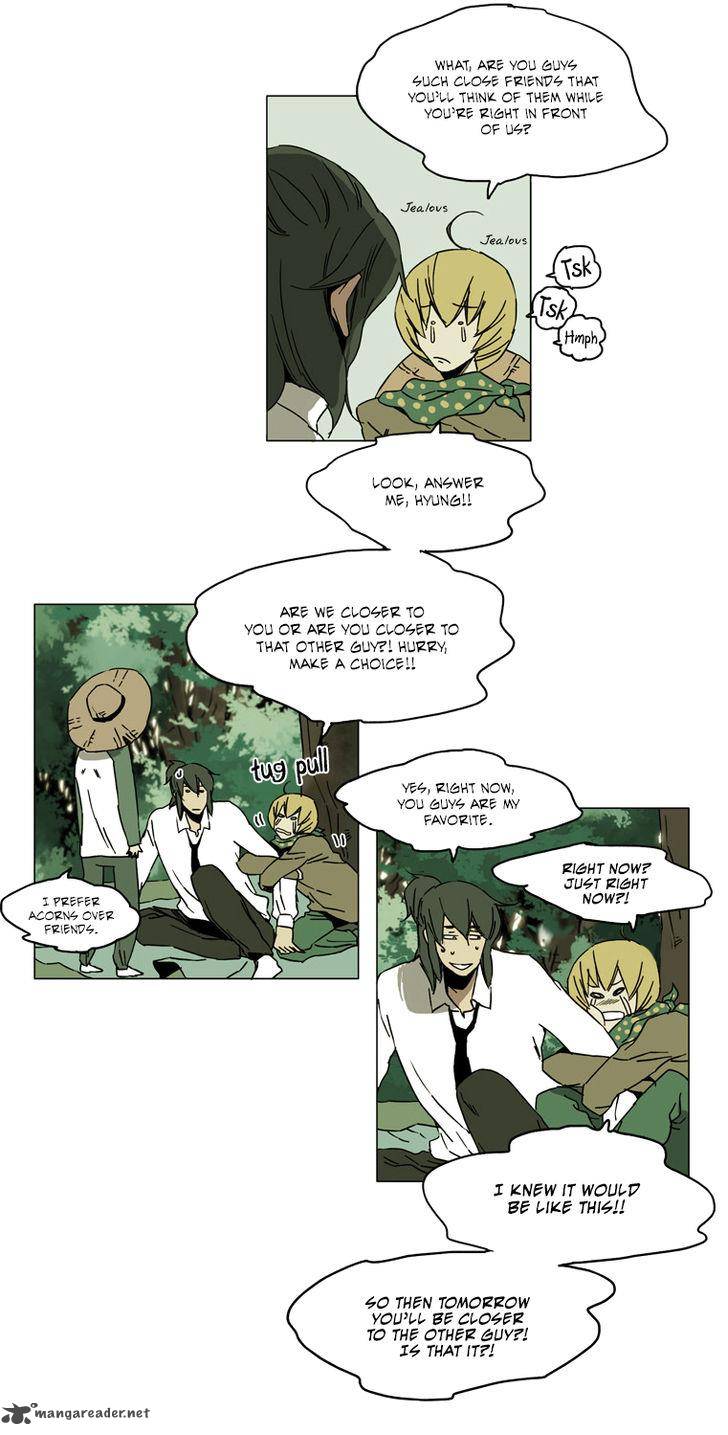 WHAT, ARE YOU GUYS
SUCH CLOSE FRIENDS THAT
YOU'LL THINK OF THEM WHILE
YOU'RE RIGHT IN FRONT
OF US?
Jealous
Jealous
Tsk
Tsk
Hmph
LOOK, ANSWER
ME, HYUNG!!
ARE WE CLOSER TO
YOU OR ARE YOU CLOSER TO
THAT OTHER GUY?! HURRY,
MAKE A CHOICE!!
tug pull
I PREFER
ACORNS OVER
FRIENDS.
YES, RIGHT NOW,
YOU GUYS ARE MY
FAVORITE.
RIGHT NOW?
JUST RIGHT
NOW?!
I KNEW IT WOULD
BE LIKE THIS!!
SO THEN TOMORROW
YOU'LL BE CLOSER
TO THE OTHER GUY?!
IS THAT IT?!
mangareader.net